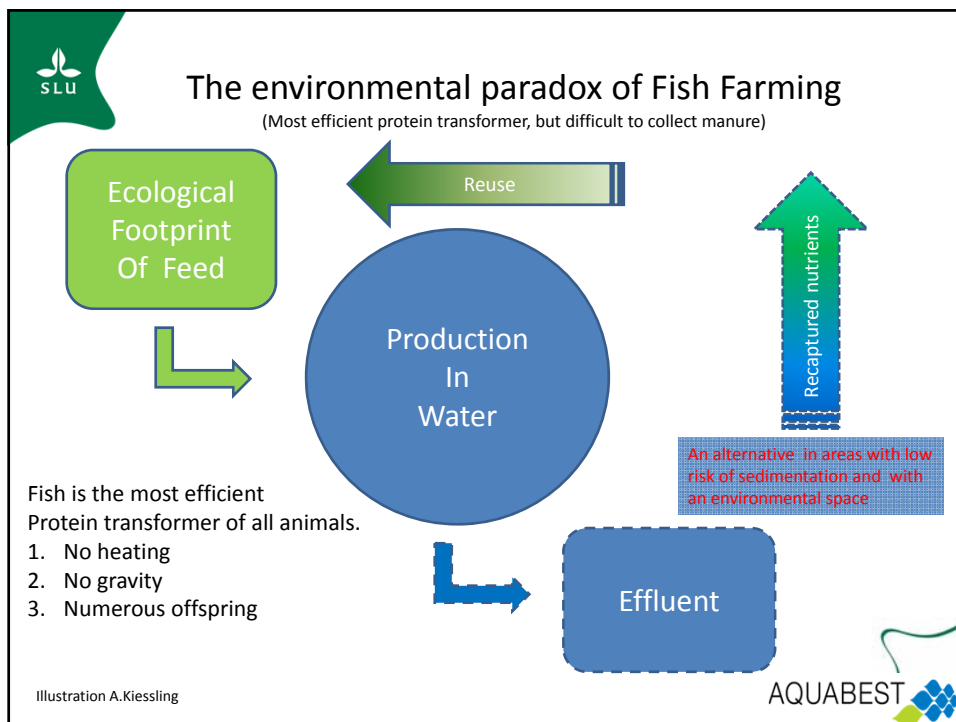 SLU
The environmental paradox of Fish Farming
(Most efficient protein transformer, but difficult to collect manure)
Ecological
Footprint
Of Feed
Reuse
Recaptured nutrients
Production
In
Water
An alternative in areas with low
risk of sedimentation and with
an environmental space
Fish is the most efficient
Protein transformer of all animals.
1. No heating
2. No gravity
3. Numerous offspring
Effluent
Illustration A.Kiessling
AQUABEST